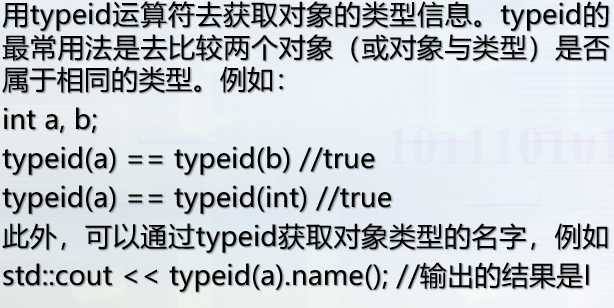 用typeid运算符去获取对象的类型信息。typeid的
最常用法是去比较两个对象（或对象与类型）是否
属于相同的类型。例如：
int a, b;
typeid(a) == typeid(b) //true
typeid(a) == typeid(int) //true
此外，可以通过typeid获取对象类型的名字，例如
std::cout << typeid(a).name(); //输出的结果是I